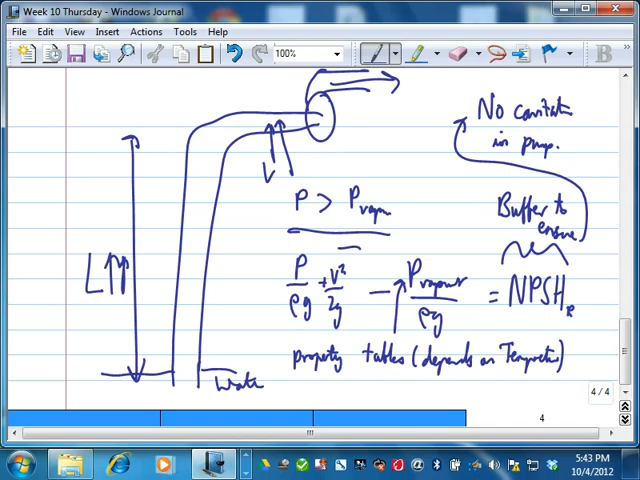 Week 10 Thursday - Windows Journal
File Edit View Insert Actions Tools Help
100%
B
No cavitation
in pump.
V
P > Pvapour
Buffer to
ensure
L↑↑
P/ρg + V²/2g - Pvapour/ρg = NPSHR
property tables (depends on Temperature)
Water
4 / 4
4
5:43 PM
10/4/2012